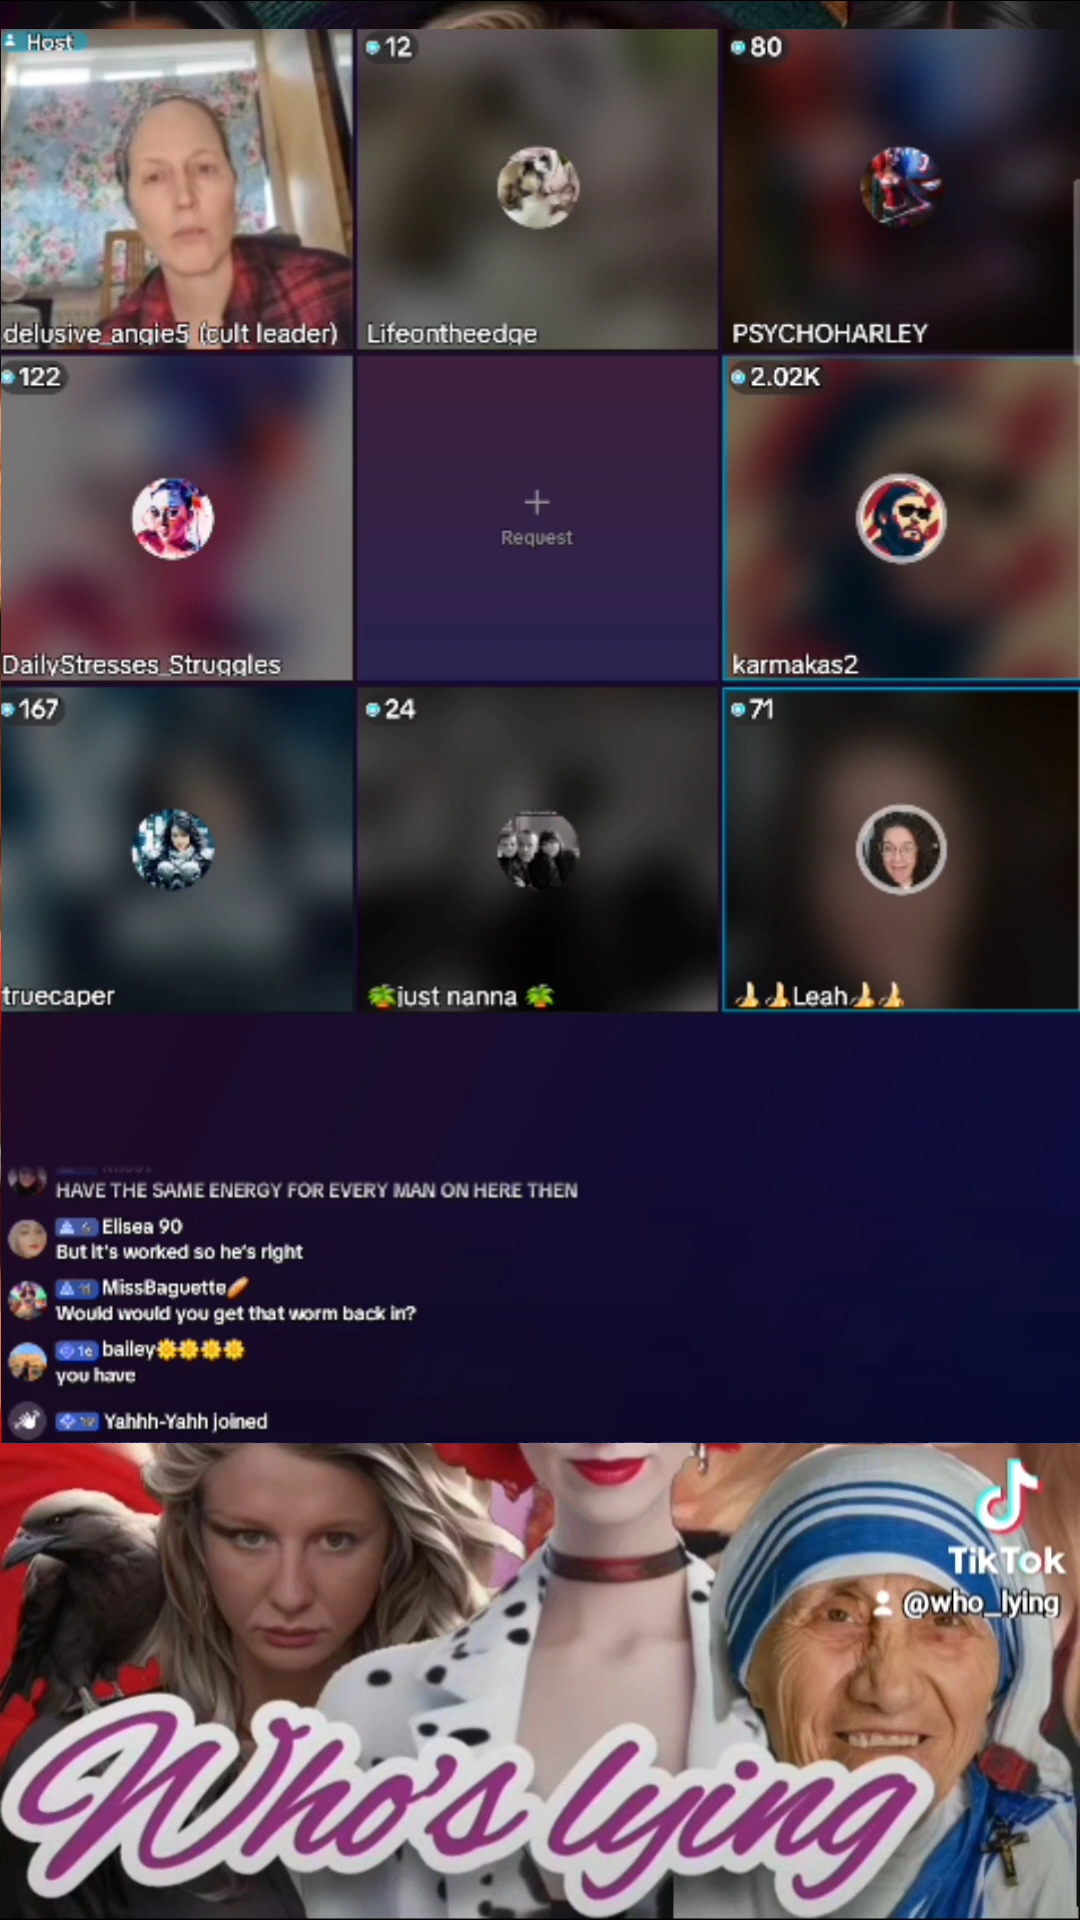 Host
12
80
delusive_angie5 (cult leader)
Lifeontheedge
PSYCHOHARLEY
122
2.02K
Request
DailyStresses_Struggles
karmakas2
167
24
71
truecaper
🌴just nanna 🌴
🍌🍌Leah🍌🍌
HAVE THE SAME ENERGY FOR EVERY MAN ON HERE THEN
Elisea 90
But it's worked so he's right
MissBaguette🥖
Would would you get that worm back in?
16 bailey🌼🌼🌼🌼
you have
Yahhh-Yahh joined
TikTok
@who_lying
Who's lying